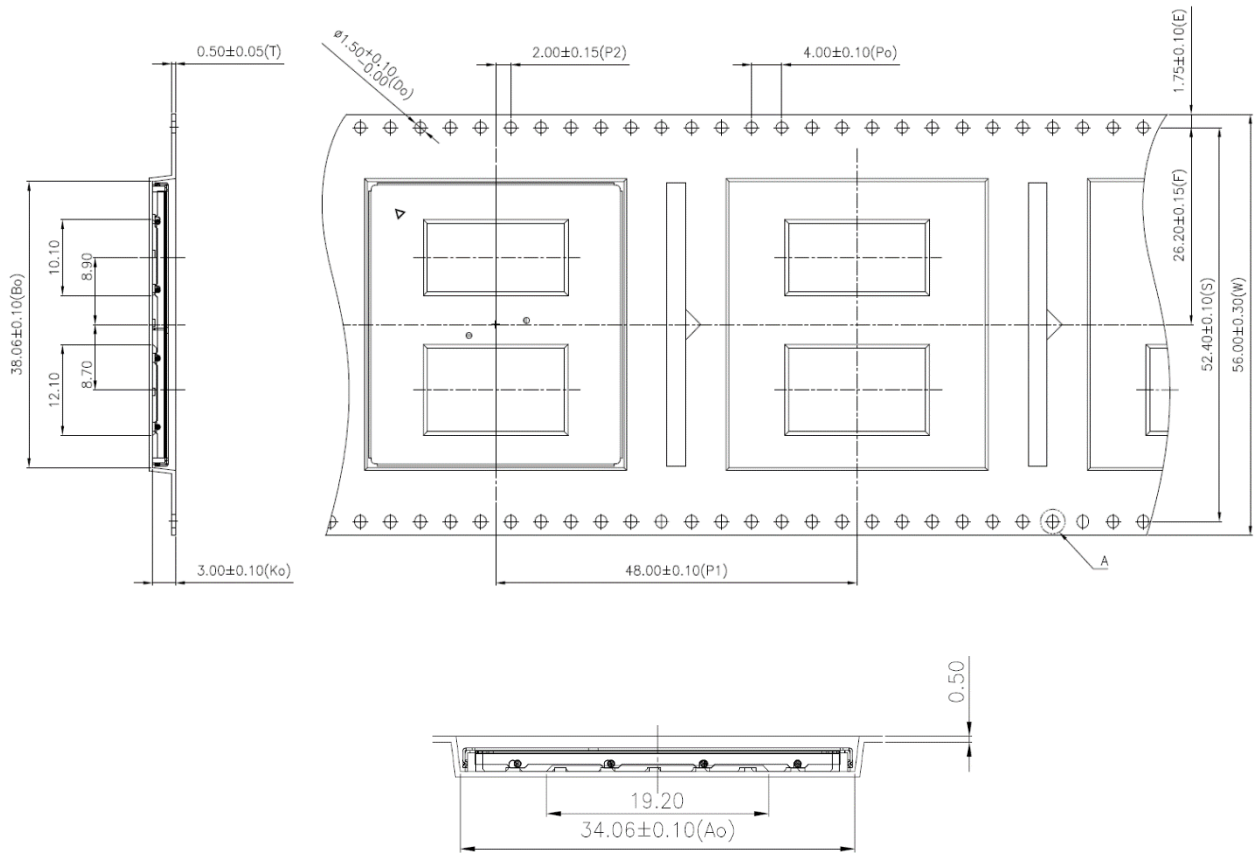 0.50±0.05(T)
ø1.50+0.10
-0.00(Do)
2.00±0.15(P2)
4.00±0.10(Po)
1.75±0.10(E)
26.20±0.15(F)
52.40±0.10(S)
56.00±0.30(W)
38.06±0.10(Bo)
10.10
8.90
12.10
8.70
3.00±0.10(Ko)
48.00±0.10(P1)
A
0.50
19.20
34.06±0.10(Ao)